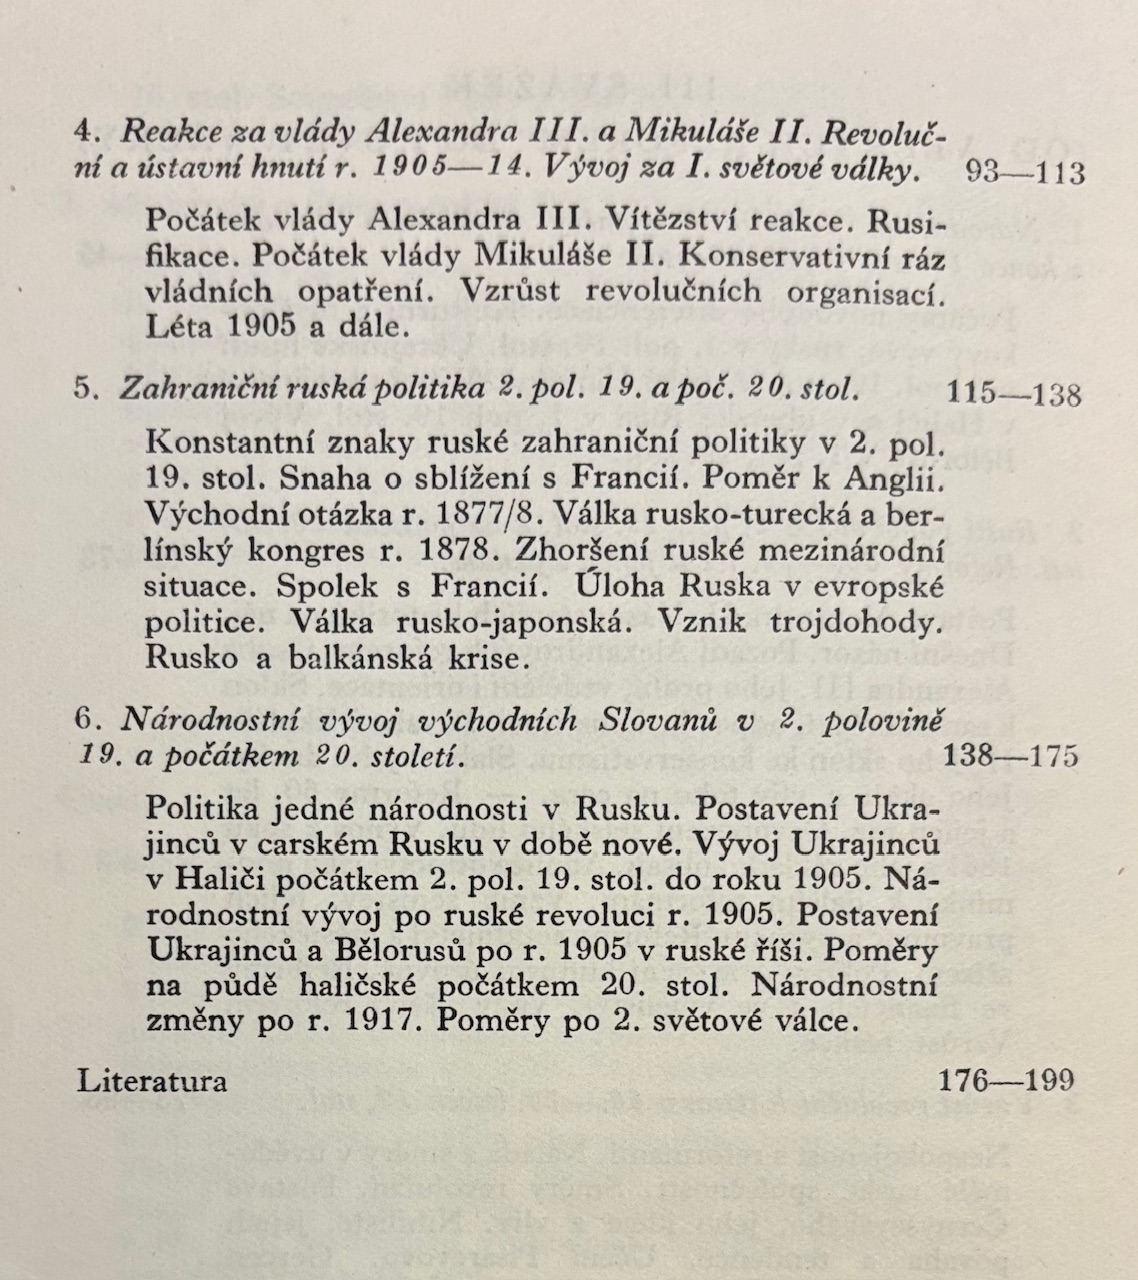 4. Reakce za vlády Alexandra III. a Mikuláše II. Revoluč-
ní a ústavní hnutí r. 1905—14. Vývoj za I. světové války. 93—113
Počátek vlády Alexandra III. Vítězství reakce. Rusi-
fikace. Počátek vlády Mikuláše II. Konservativní ráz
vládních opatření. Vzrůst revolučních organisací.
Léta 1905 a dále.
5. Zahraniční ruská politika 2. pol. 19. a poč. 20. stol. 115—138
Konstantní znaky ruské zahraniční politiky v 2. pol.
19. stol. Snaha o sblížení s Francií. Poměr k Anglii.
Východní otázka r. 1877/8. Válka rusko-turecká a ber-
línský kongres r. 1878. Zhoršení ruské mezinárodní
situace. Spolek s Francií. Úloha Ruska v evropské
politice. Válka rusko-japonská. Vznik trojdohody.
Rusko a balkánská krise.
6. Národnostní vývoj východních Slovanů v 2. polovině
19. a počátkem 20. století. 138—175
Politika jedné národnosti v Rusku. Postavení Ukra-
jinců v carském Rusku v době nové. Vývoj Ukrajinců
v Haliči počátkem 2. pol. 19. stol. do roku 1905. Ná-
rodnostní vývoj po ruské revoluci r. 1905. Postavení
Ukrajinců a Bělorusů po r. 1905 v ruské říši. Poměry
na půdě haličské počátkem 20. stol. Národnostní
změny po r. 1917. Poměry po 2. světové válce.
Literatura 176—199